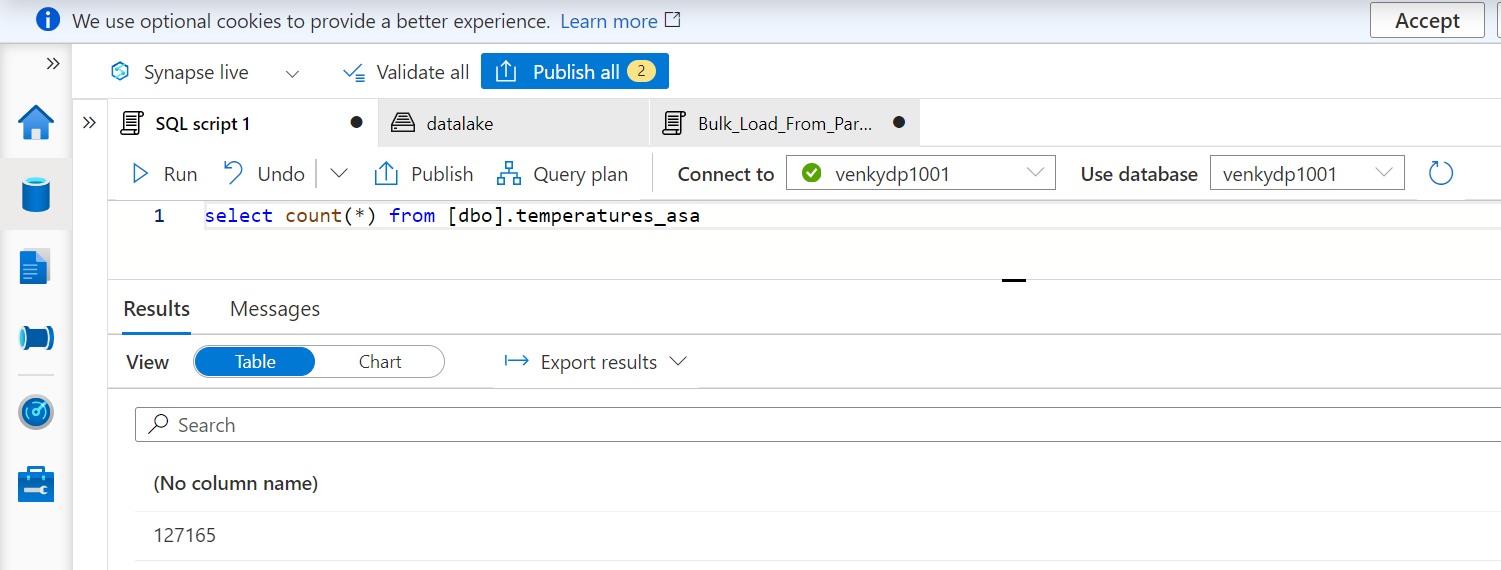 We use optional cookies to provide a better experience. Learn more
Accept
Synapse live
Validate all
Publish all 2
SQL script 1
datalake
Bulk_Load_From_Par...
Run
Undo
Publish
Query plan
Connect to
venkydp1001
Use database
venkydp1001
1 select count(*) from [dbo].temperatures_asa
Results
Messages
View
Table
Chart
Export results
Search
(No column name)
127165